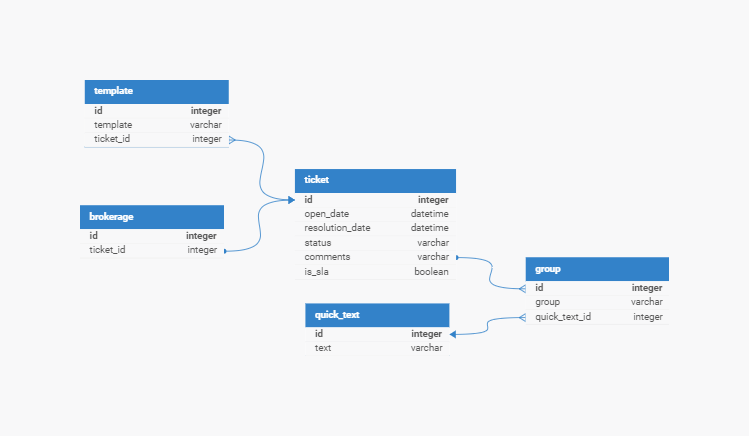 template
id integer
template varchar
ticket_id integer
brokerage
id integer
ticket_id integer
ticket
id integer
open_date datetime
resolution_date datetime
status varchar
comments varchar
is_sla boolean
quick_text
id integer
text varchar
group
id integer
group varchar
quick_text_id integer